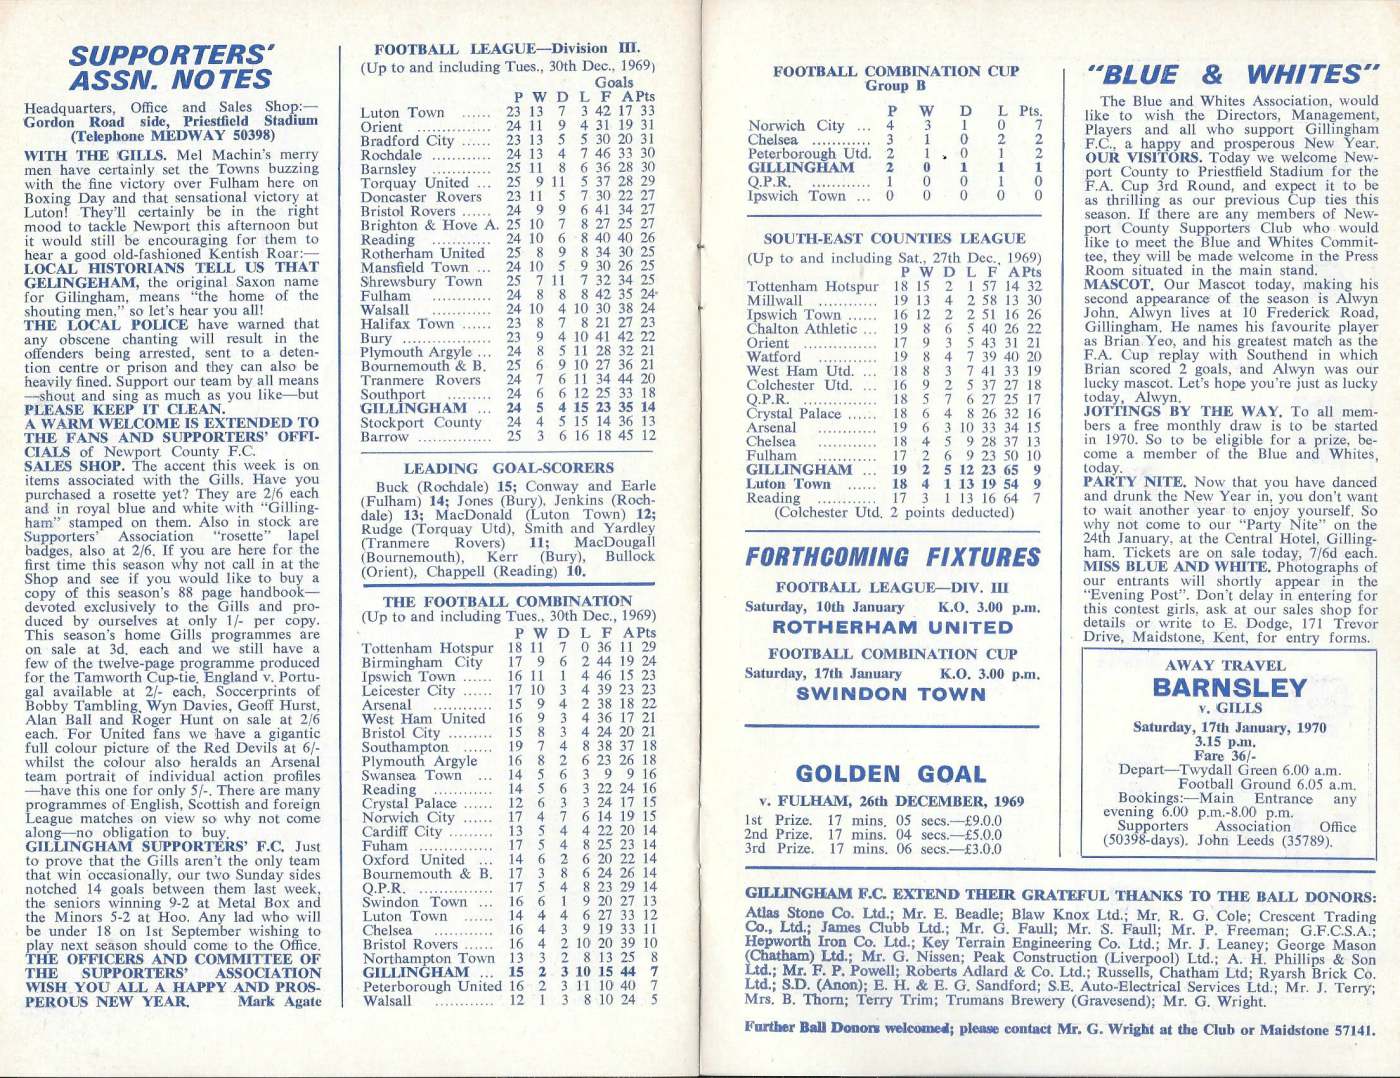 SUPPORTERS'
ASSN. NOTES
Headquarters, Office and Sales Shop:—
Gordon Road side, Priestfield Stadium
(Telephone MEDWAY 50398)
WITH THE GILLS. Mel Machin's merry
men have certainly set the Towns buzzing
with the fine victory over Fulham here on
Boxing Day and that sensational victory at
Luton! They'll certainly be in the right
mood to tackle Newport this afternoon but
it would still be encouraging for them to
hear a good old-fashioned Kentish Roar:—
LOCAL HISTORIANS TELL US THAT
GELINGEHAM, the original Saxon name
for Gilingham, means "the home of the
shouting men," so let's hear you all!
THE LOCAL POLICE have warned that
any obscene chanting will result in the
offenders being arrested, sent to a deten-
tion centre or prison and they can also be
heavily fined. Support our team by all means
—shout and sing as much as you like—but
PLEASE KEEP IT CLEAN.
A WARM WELCOME IS EXTENDED TO
THE FANS AND SUPPORTERS' OFFI-
CIALS of Newport County F.C.
SALES SHOP. The accent this week is on
items associated with the Gills. Have you
purchased a rosette yet? They are 2/6 each
and in royal blue and white with "Gilling-
ham" stamped on them. Also in stock are
Supporters' Association "rosette" lapel
badges, also at 2/6. If you are here for the
first time this season why not call in at the
Shop and see if you would like to buy a
copy of this season's 88 page handbook—
devoted exclusively to the Gills and pro-
duced by ourselves at only 1/- per copy.
This season's home Gills programmes are
on sale at 3d. each and we still have a
few of the twelve-page programme produced
for the Tamworth Cup-tie, England v. Portu-
gal available at 2/- each, Soccerprints of
Bobby Tambling, Wyn Davies, Geoff Hurst,
Alan Ball and Roger Hunt on sale at 2/6
each. For United fans we have a gigantic
full colour picture of the Red Devils at 6/-
whilst the colour also heralds an Arsenal
team portrait of individual action profiles
—have this one for only 5/-. There are many
programmes of English, Scottish and foreign
League matches on view so why not come
along—no obligation to buy.
GILLINGHAM SUPPORTERS' F.C. Just
to prove that the Gills aren't the only team
that win occasionally, our two Sunday sides
notched 14 goals between them last week,
the seniors winning 9-2 at Metal Box and
the Minors 5-2 at Hoo. Any lad who will
be under 18 on 1st September wishing to
play next season should come to the Office.
THE OFFICERS AND COMMITTEE OF
THE SUPPORTERS' ASSOCIATION
WISH YOU ALL A HAPPY AND PROS-
PEROUS NEW YEAR. Mark Agate
FOOTBALL LEAGUE—Division III.
(Up to and including Tues., 30th Dec., 1969)
Goals
P W D L F A Pts
Luton Town ...... 23 13 7 3 42 17 33
Orient .............. 24 11 9 4 31 19 31
Bradford City ...... 23 13 5 5 30 20 31
Rochdale ............ 24 13 4 7 46 33 30
Barnsley ............ 25 11 8 6 36 28 30
Torquay United ... 25 9 11 5 37 28 29
Doncaster Rovers 23 11 5 7 30 22 27
Bristol Rovers ...... 24 9 9 6 41 34 27
Brighton & Hove A. 25 10 7 8 27 25 27
Reading ............ 24 10 6 8 40 40 26
Rotherham United 25 8 9 8 34 30 25
Mansfield Town ... 24 10 5 9 30 26 25
Shrewsbury Town 25 7 11 7 32 34 25
Fulham ............ 24 8 8 8 42 35 24
Walsall ............ 24 10 4 10 30 38 24
Halifax Town ...... 23 8 7 8 21 27 23
Bury ............... 23 9 4 10 41 42 22
Plymouth Argyle ... 24 8 5 11 28 32 21
Bournemouth & B. 25 6 9 10 27 36 21
Tranmere Rovers 24 7 6 11 34 44 20
Southport ......... 24 6 6 12 25 33 18
GILLINGHAM ... 24 5 4 15 23 35 14
Stockport County 24 4 5 15 14 36 13
Barrow ............... 25 3 6 16 18 45 12
LEADING GOAL-SCORERS
Buck (Rochdale) 15; Conway and Earle
(Fulham) 14; Jones (Bury), Jenkins (Roch-
dale) 13; MacDonald (Luton Town) 12;
Rudge (Torquay Utd), Smith and Yardley
(Tranmere Rovers) 11; MacDougall
(Bournemouth), Kerr (Bury), Bullock
(Orient), Chappell (Reading) 10.
THE FOOTBALL COMBINATION
(Up to and including Tues., 30th Dec., 1969)
P W D L F A Pts
Tottenham Hotspur 18 11 7 0 36 11 29
Birmingham City 17 9 6 2 44 19 24
Ipswich Town ...... 16 11 1 4 46 15 23
Leicester City ...... 17 10 3 4 39 23 23
Arsenal ............ 15 9 4 2 38 18 22
West Ham United 16 9 3 4 36 17 21
Bristol City ......... 15 8 3 4 24 20 21
Southampton ...... 19 7 4 8 38 37 18
Plymouth Argyle 16 8 2 6 23 26 18
Swansea Town ... 14 5 6 3 9 9 16
Reading ............ 14 5 6 3 22 24 16
Crystal Palace ...... 12 6 3 3 24 17 15
Norwich City ...... 17 4 7 6 14 19 15
Cardiff City ......... 13 5 4 4 22 20 14
Fuham ............... 17 5 4 8 25 23 14
Oxford United ... 14 6 2 6 20 22 14
Bournemouth & B. 17 3 8 6 24 26 14
Q.P.R. ............... 17 5 4 8 23 29 14
Swindon Town ... 16 6 1 9 20 27 13
Luton Town ...... 14 4 4 6 27 33 12
Chelsea ............ 16 4 3 9 19 33 11
Bristol Rovers ...... 16 4 2 10 20 39 10
Northampton Town 13 3 2 8 13 25 8
GILLINGHAM ... 15 2 3 10 15 44 7
Peterborough United 16 2 3 11 10 40 7
Walsall ............ 12 1 3 8 10 24 5
FOOTBALL COMBINATION CUP
Group B
P W D L Pts.
Norwich City ... 4 3 1 0 7
Chelsea ............ 3 1 0 2 2
Peterborough Utd. 2 1 0 1 2
GILLINGHAM 2 0 1 1 1
Q.P.R. ............ 1 0 0 1 0
Ipswich Town ... 0 0 0 0 0
SOUTH-EAST COUNTIES LEAGUE
(Up to and including Sat., 27th Dec., 1969)
P W D L F A Pts
Tottenham Hotspur 18 15 2 1 57 14 32
Millwall ............ 19 13 4 2 58 13 30
Ipswich Town ...... 16 12 2 2 51 16 26
Chalton Athletic ... 19 8 6 5 40 26 22
Orient ............ 17 9 3 5 43 31 21
Watford ............ 19 8 4 7 39 40 20
West Ham Utd. ... 18 8 3 7 41 33 19
Colchester Utd. ... 16 9 2 5 37 27 18
Q.P.R. ............ 18 5 7 6 27 25 17
Crystal Palace ...... 18 6 4 8 26 32 16
Arsenal ............ 19 6 3 10 33 34 15
Chelsea ............ 18 4 5 9 28 37 13
Fulham ............ 17 2 6 9 23 50 10
GILLINGHAM ... 19 2 5 12 23 65 9
Luton Town ...... 18 4 1 13 19 54 9
Reading ............ 17 3 1 13 16 64 7
(Colchester Utd. 2 points deducted)
FORTHCOMING FIXTURES
FOOTBALL LEAGUE—DIV. III
Saturday, 10th January K.O. 3.00 p.m.
ROTHERHAM UNITED
FOOTBALL COMBINATION CUP
Saturday, 17th January K.O. 3.00 p.m.
SWINDON TOWN
GOLDEN GOAL
v. FULHAM, 26th DECEMBER, 1969
1st Prize. 17 mins. 05 secs.—£9.0.0
2nd Prize. 17 mins. 04 secs.—£5.0.0
3rd Prize. 17 mins. 06 secs.—£3.0.0
"BLUE & WHITES"
The Blue and Whites Association, would
like to wish the Directors, Management,
Players and all who support Gillingham
F.C., a happy and prosperous New Year.
OUR VISITORS. Today we welcome New-
port County to Priestfield Stadium for the
F.A. Cup 3rd Round, and expect it to be
as thrilling as our previous Cup ties this
season. If there are any members of New-
port County Supporters Club who would
like to meet the Blue and Whites Commit-
tee, they will be made welcome in the Press
Room situated in the main stand.
MASCOT. Our Mascot today, making his
second appearance of the season is Alwyn
John. Alwyn lives at 10 Frederick Road,
Gillingham. He names his favourite player
as Brian Yeo, and his greatest match as the
F.A. Cup replay with Southend in which
Brian scored 2 goals, and Alwyn was our
lucky mascot. Let's hope you're just as lucky
today, Alwyn.
JOTTINGS BY THE WAY. To all mem-
bers a free monthly draw is to be started
in 1970. So to be eligible for a prize, be-
come a member of the Blue and Whites,
today.
PARTY NITE. Now that you have danced
and drunk the New Year in, you don't want
to wait another year to enjoy yourself. So
why not come to our "Party Nite" on the
24th January, at the Central Hotel, Gilling-
ham. Tickets are on sale today, 7/6d each.
MISS BLUE AND WHITE. Photographs of
our entrants will shortly appear in the
"Evening Post". Don't delay in entering for
this contest girls, ask at our sales shop for
details or write to E. Dodge, 171 Trevor
Drive, Maidstone, Kent, for entry forms.
AWAY TRAVEL
BARNSLEY
v. GILLS
Saturday, 17th January, 1970
3.15 p.m.
Fare 36/-
Depart—Twydall Green 6.00 a.m.
Football Ground 6.05 a.m.
Bookings:—Main Entrance any
evening 6.00 p.m.-8.00 p.m.
Supporters Association Office
(50398-days). John Leeds (35789).
GILLINGHAM F.C. EXTEND THEIR GRATEFUL THANKS TO THE BALL DONORS:
Atlas Stone Co. Ltd.; Mr. E. Beadle; Blaw Knox Ltd.; Mr. R. G. Cole; Crescent Trading
Co., Ltd.; James Clubb Ltd.; Mr. G. Faull; Mr. S. Faull; Mr. P. Freeman; G.F.C.S.A.;
Hepworth Iron Co. Ltd.; Key Terrain Engineering Co. Ltd.; Mr. J. Leaney; George Mason
(Chatham) Ltd.; Mr. G. Nissen; Peak Construction (Liverpool) Ltd.; A. H. Phillips & Son
Ltd.; Mr. F. P. Powell; Roberts Adlard & Co. Ltd.; Russells, Chatham Ltd; Ryarsh Brick Co.
Ltd.; S.D. (Anon); E. H. & E. G. Sandford; S.E. Auto-Electrical Services Ltd.; Mr. J. Terry;
Mrs. B. Thorn; Terry Trim; Trumans Brewery (Gravesend); Mr. G. Wright.
Further Ball Donors welcomed; please contact Mr. G. Wright at the Club or Maidstone 57141.